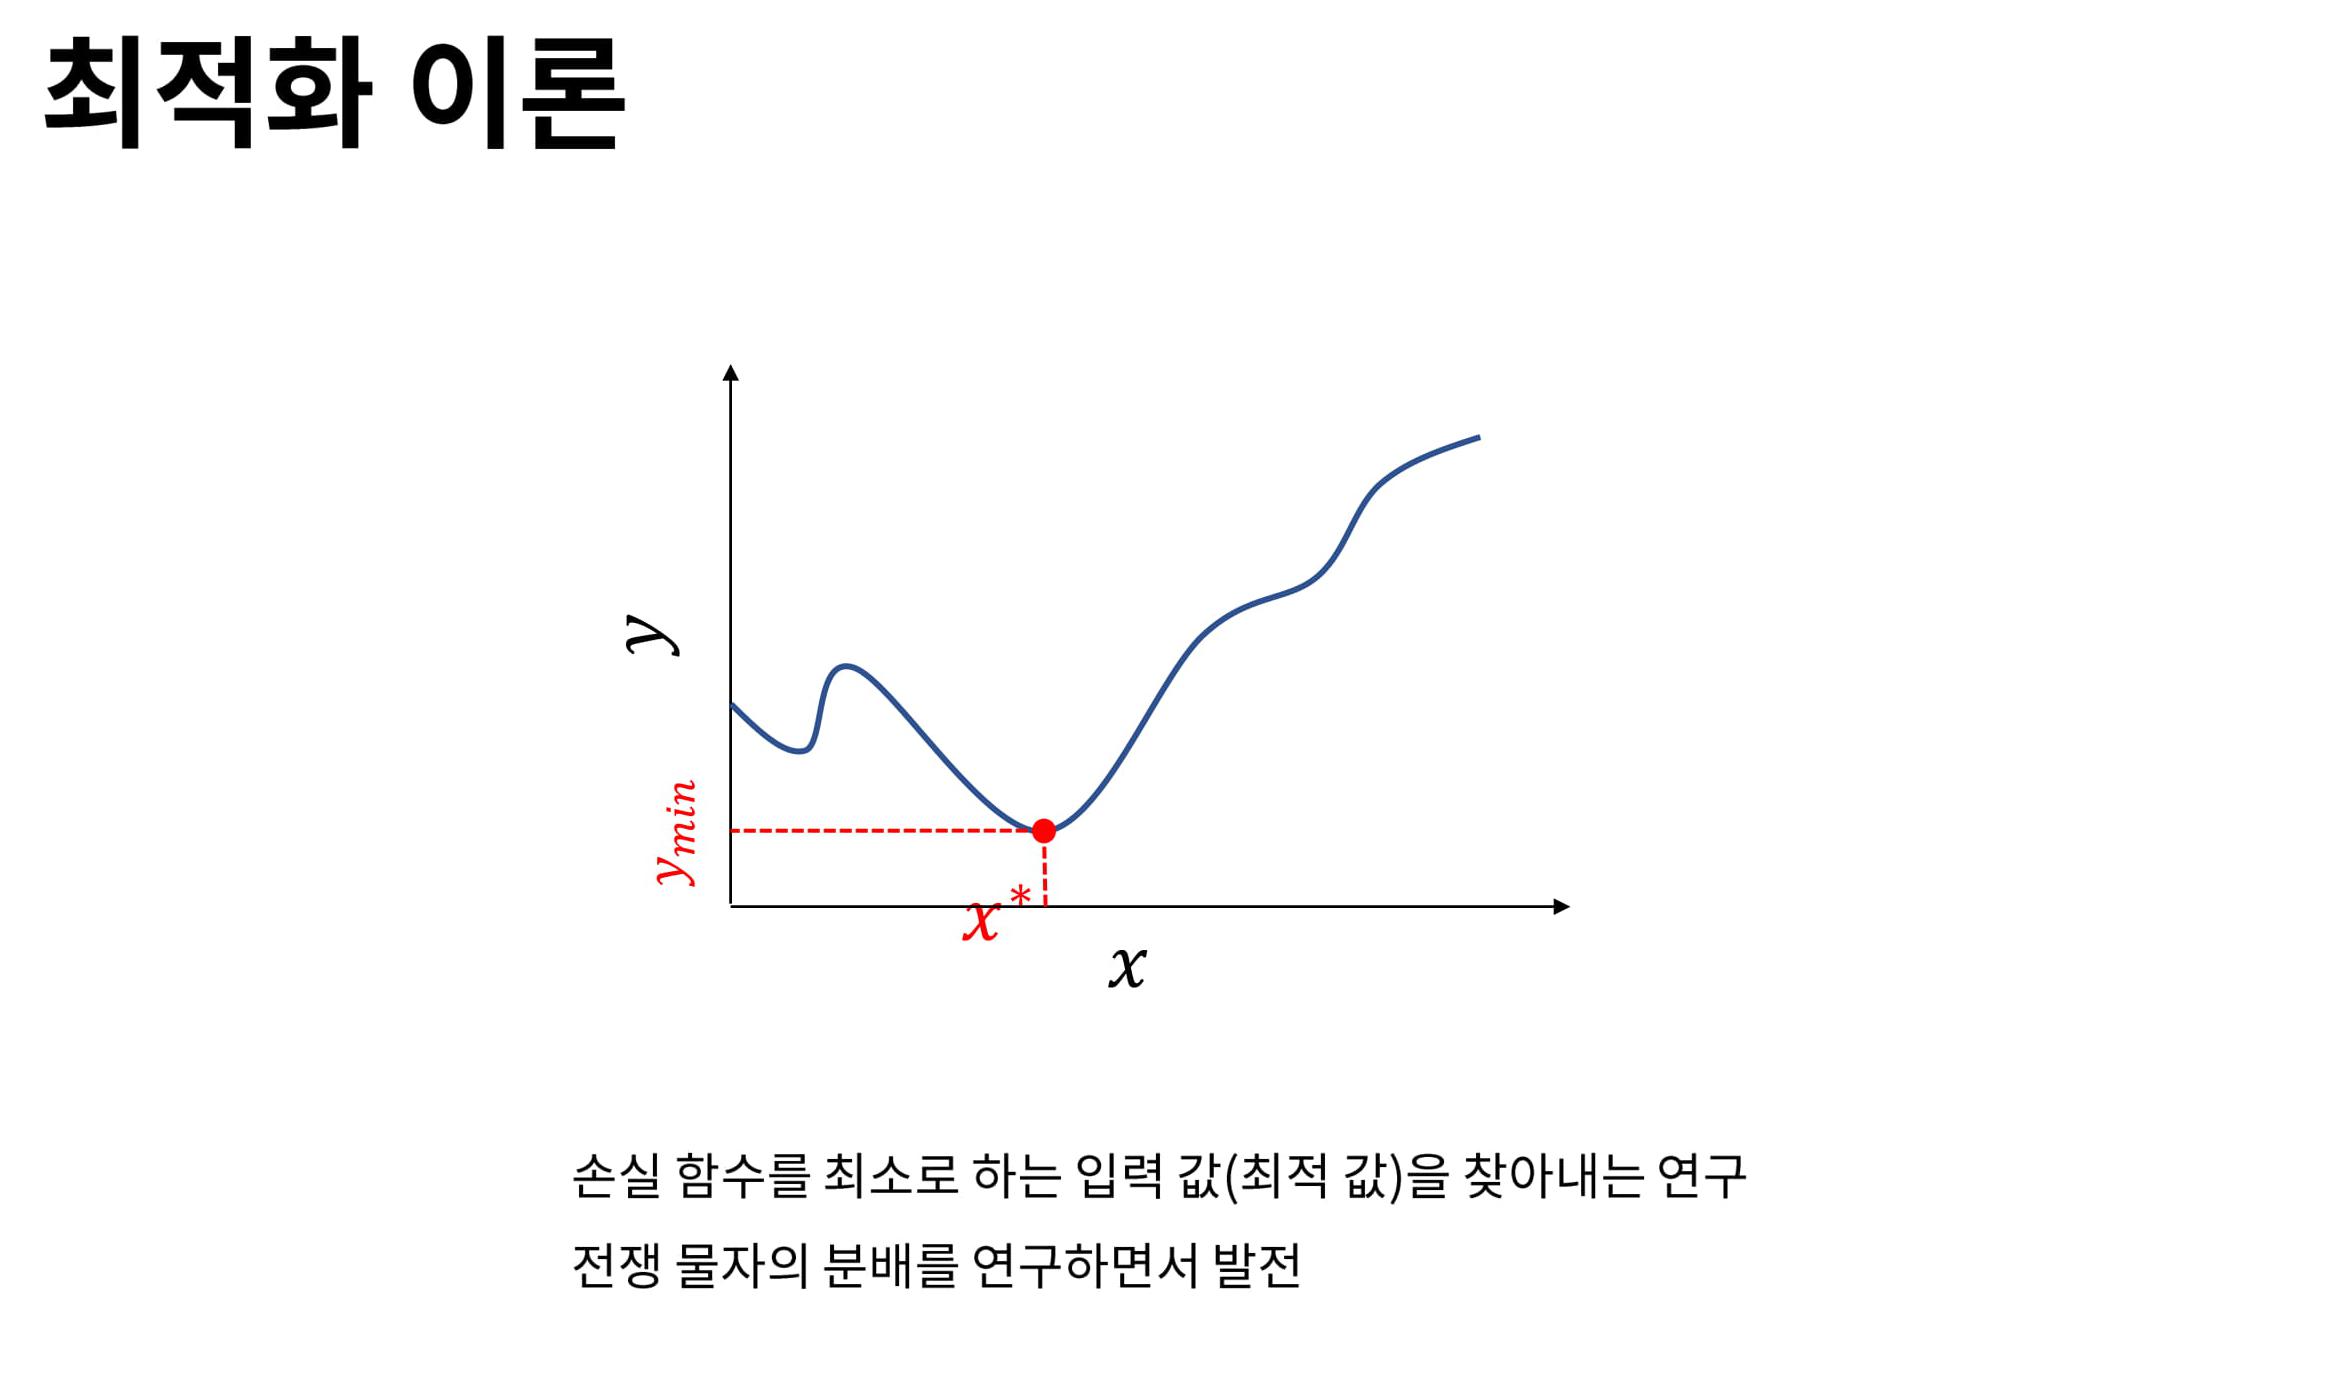 최적화 이론
y
y_min
x*
x
손실 함수를 최소로 하는 입력 값(최적 값)을 찾아내는 연구
전쟁 물자의 분배를 연구하면서 발전